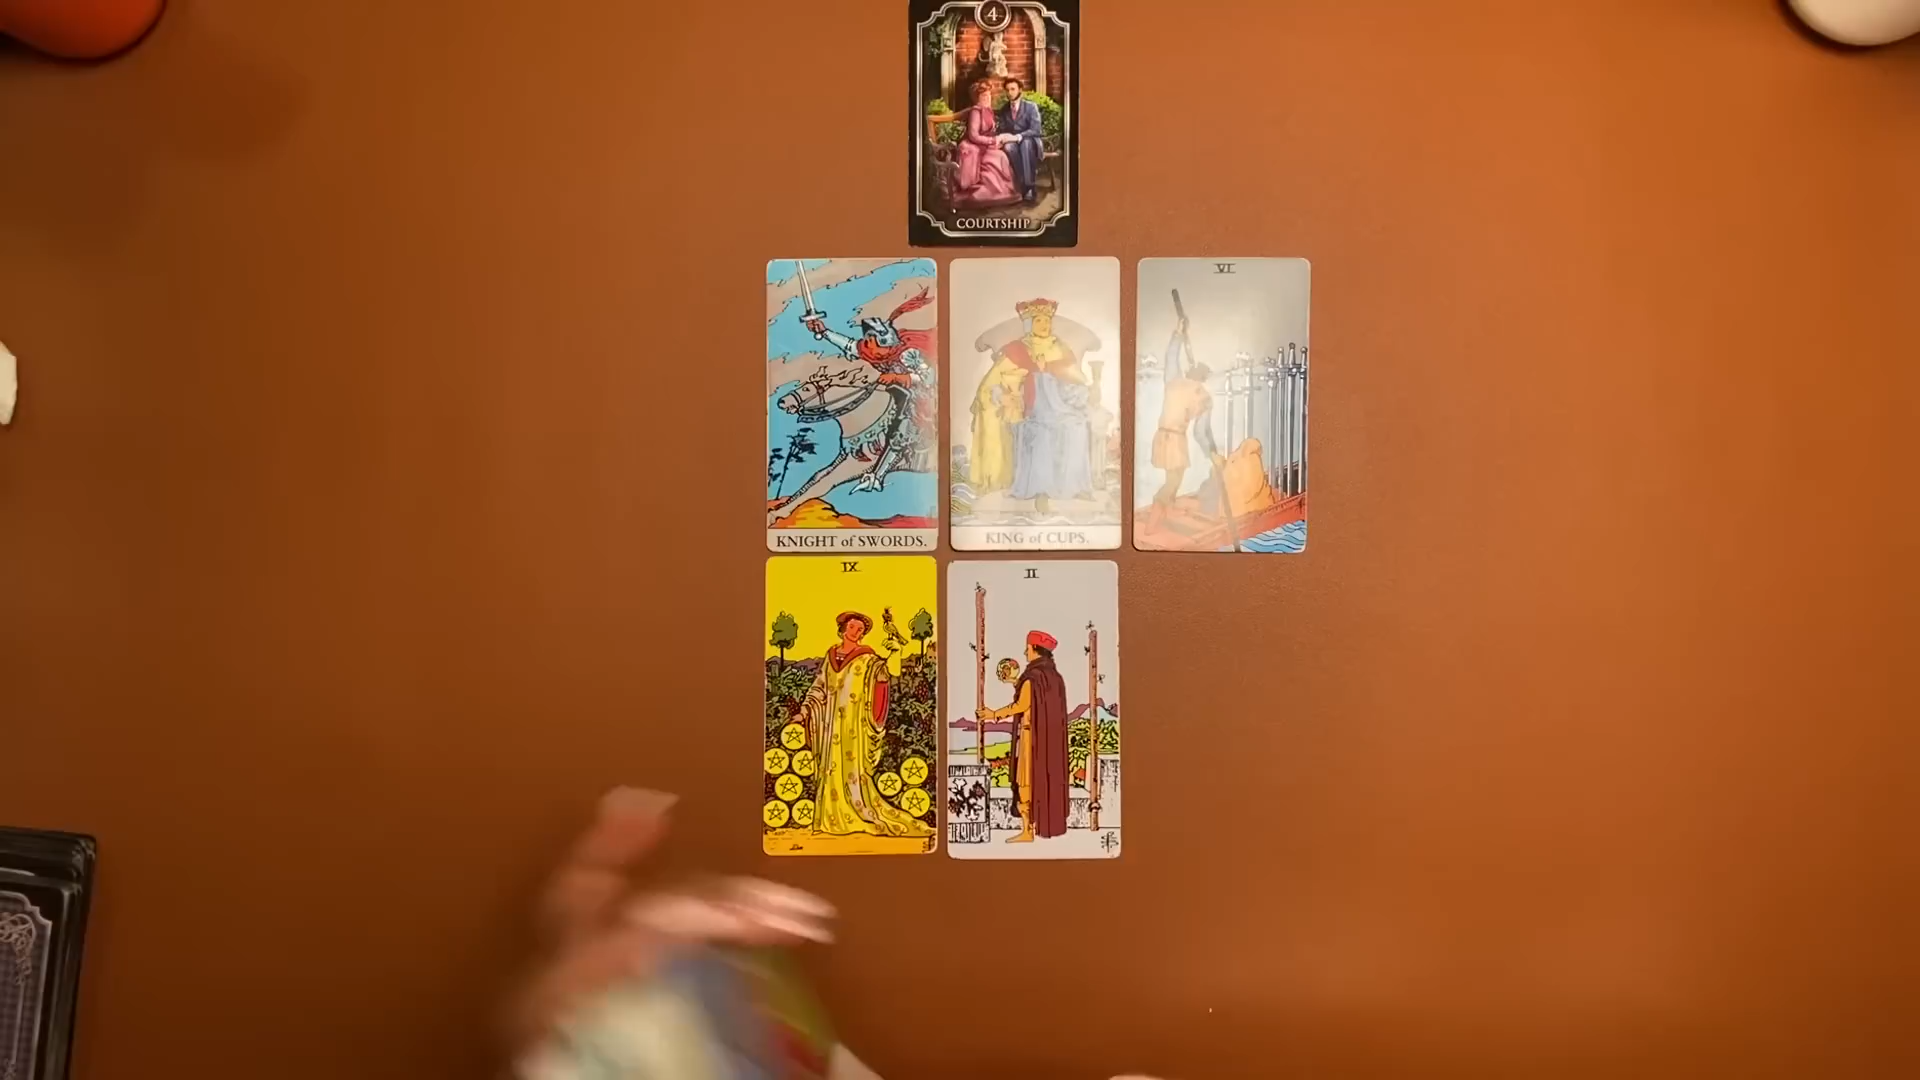 4
COURTSHIP
VI
KNIGHT of SWORDS.
KING of CUPS.
IX
II